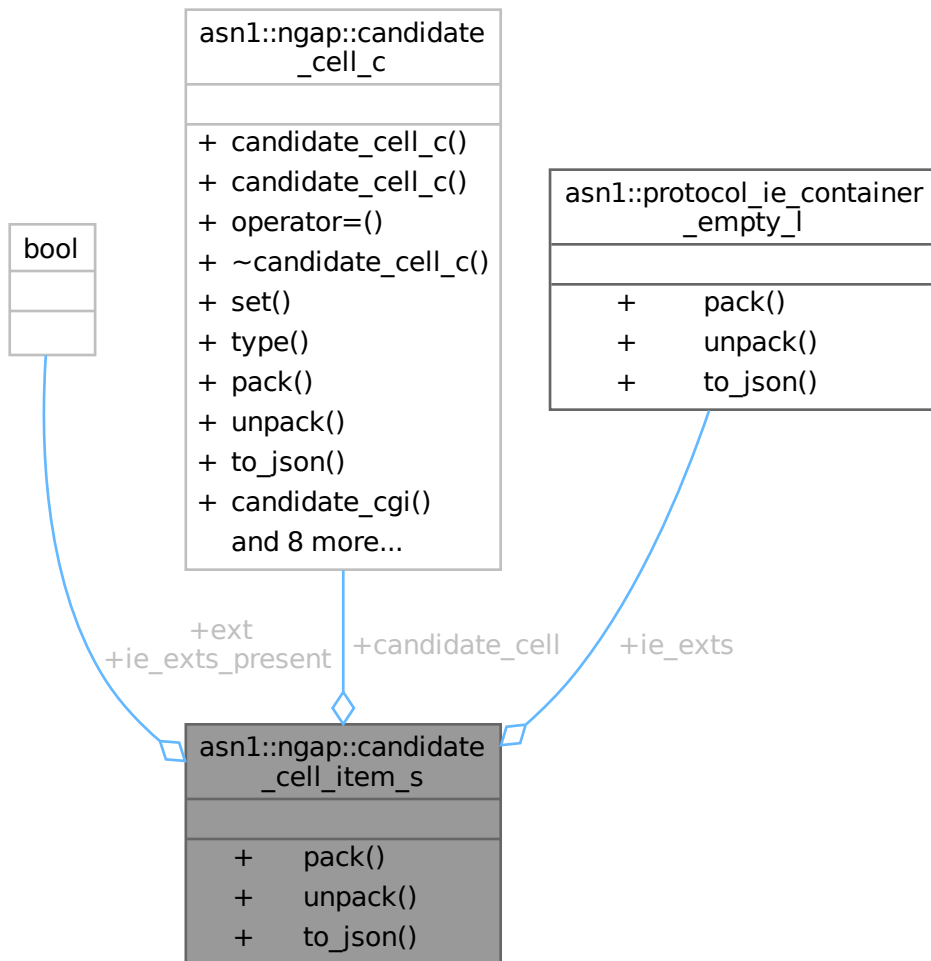 asn1::ngap::candidate
_cell_c
+ candidate_cell_c()
+ candidate_cell_c()
+ operator=()
+ ~candidate_cell_c()
+ set()
+ type()
+ pack()
+ unpack()
+ to_json()
+ candidate_cgi()
and 8 more...
bool
asn1::protocol_ie_container
_empty_l
+ pack()
+ unpack()
+ to_json()
+ext
+ie_exts_present
+candidate_cell
+ie_exts
asn1::ngap::candidate
_cell_item_s
+ pack()
+ unpack()
+ to_json()